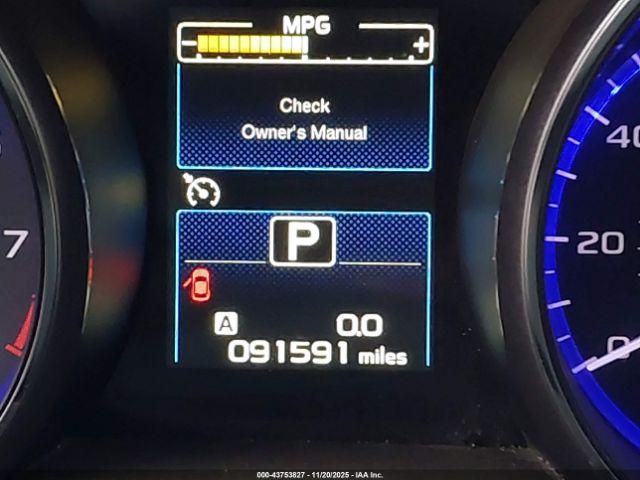 MPG
- +
Check
Owner's Manual
7
P
A 0.0
091591 miles
40
20
0
000-43753827 - 11/20/2025 - IAA Inc.